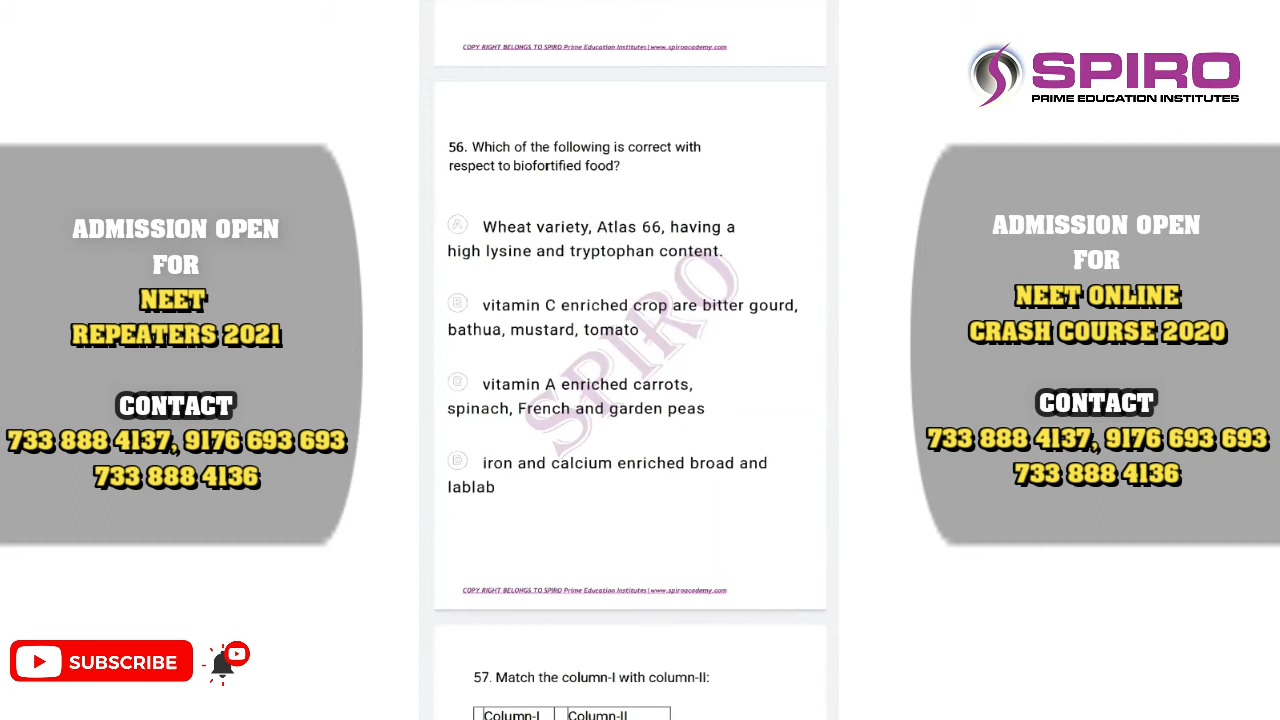 COPY RIGHT BELONGS TO SPIRO Prime Education Institutes|www.spiroacademy.com
SPIRO
PRIME EDUCATION INSTITUTES
56. Which of the following is correct with
respect to biofortified food?
A Wheat variety, Atlas 66, having a
high lysine and tryptophan content.
B vitamin C enriched crop are bitter gourd,
bathua, mustard, tomato
C vitamin A enriched carrots,
spinach, French and garden peas
D iron and calcium enriched broad and
lablab
SPIRO
COPY RIGHT BELONGS TO SPIRO Prime Education Institutes|www.spiroacademy.com
57. Match the column-I with column-II:
Column-I Column-II
ADMISSION OPEN
FOR
NEET
REPEATERS 2021
CONTACT
733 888 4137, 9176 693 693
733 888 4136
ADMISSION OPEN
FOR
NEET ONLINE
CRASH COURSE 2020
CONTACT
733 888 4137, 9176 693 693
733 888 4136
SUBSCRIBE